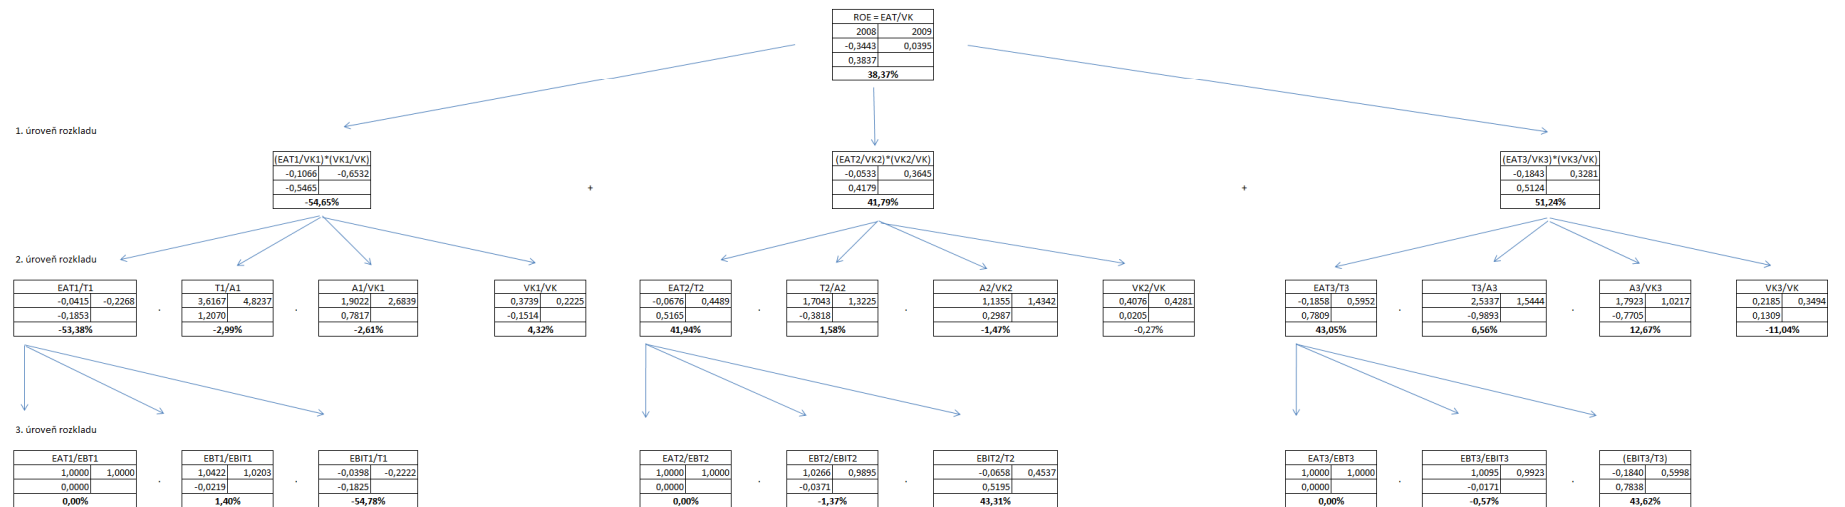 ROE = EAT/VK
2008 2009
-0,3443 0,0395
0,3837
38,37%
1. úroveň rozkladu
(EAT1/VK1)*(VK1/VK) (EAT2/VK2)*(VK2/VK) (EAT3/VK3)*(VK3/VK)
-0,1066 -0,6532 -0,0533 0,3645 -0,1843 0,3281
-0,5465 + 0,4179 + 0,5124
-54,65% 41,79% 51,24%
2. úroveň rozkladu
EAT1/T1 T1/A1 A1/VK1 VK1/VK EAT2/T2 T2/A2 A2/VK2 VK2/VK EAT3/T3 T3/A3 A3/VK3 VK3/VK
-0,0415 -0,2268 3,6167 4,8237 1,9022 2,6839 0,3739 0,2225 -0,0676 0,4489 1,7043 1,3225 1,1355 1,4342 0,4076 0,4281 -0,1858 0,5952 2,5337 1,5444 1,7923 1,0217 0,2185 0,3494
-0,1853 . 1,2070 . 0,7817 . -0,1514 0,5165 . -0,3818 . 0,2987 . 0,0205 0,7809 . -0,9893 . -0,7705 . 0,1309
-53,38% -2,99% -2,61% 4,32% 41,94% 1,58% -1,47% -0,27% 43,05% 6,56% 12,67% -11,04%
3. úroveň rozkladu
EAT1/EBT1 EBT1/EBIT1 EBIT1/T1 EAT2/EBT2 EBT2/EBIT2 EBIT2/T2 EAT3/EBT3 EBT3/EBIT3 (EBIT3/T3)
1,0000 1,0000 1,0422 1,0203 -0,0398 -0,2222 1,0000 1,0000 1,0266 0,9895 -0,0658 0,4537 1,0000 1,0000 1,0095 0,9923 -0,1840 0,5998
0,0000 . -0,0219 . -0,1825 0,0000 . -0,0371 . 0,5195 0,0000 . -0,0171 . 0,7838
0,00% 1,40% -54,78% 0,00% -1,37% 43,31% 0,00% -0,57% 43,62%